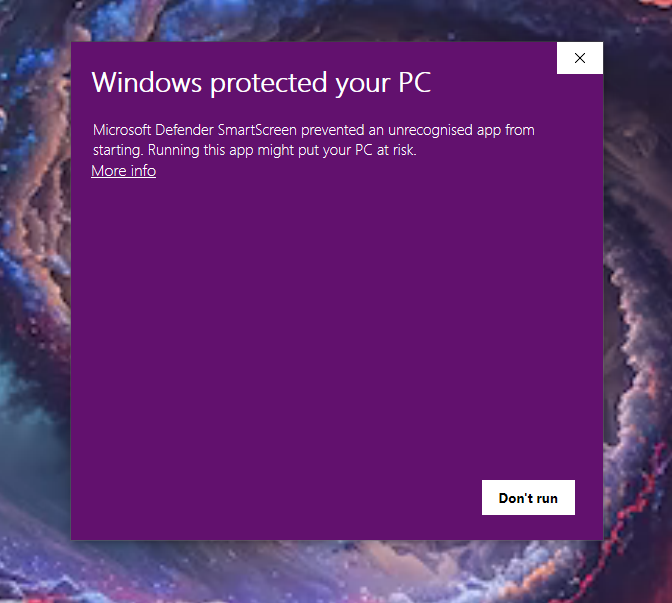 Windows protected your PC
Microsoft Defender SmartScreen prevented an unrecognised app from
starting. Running this app might put your PC at risk.
More info
Don't run